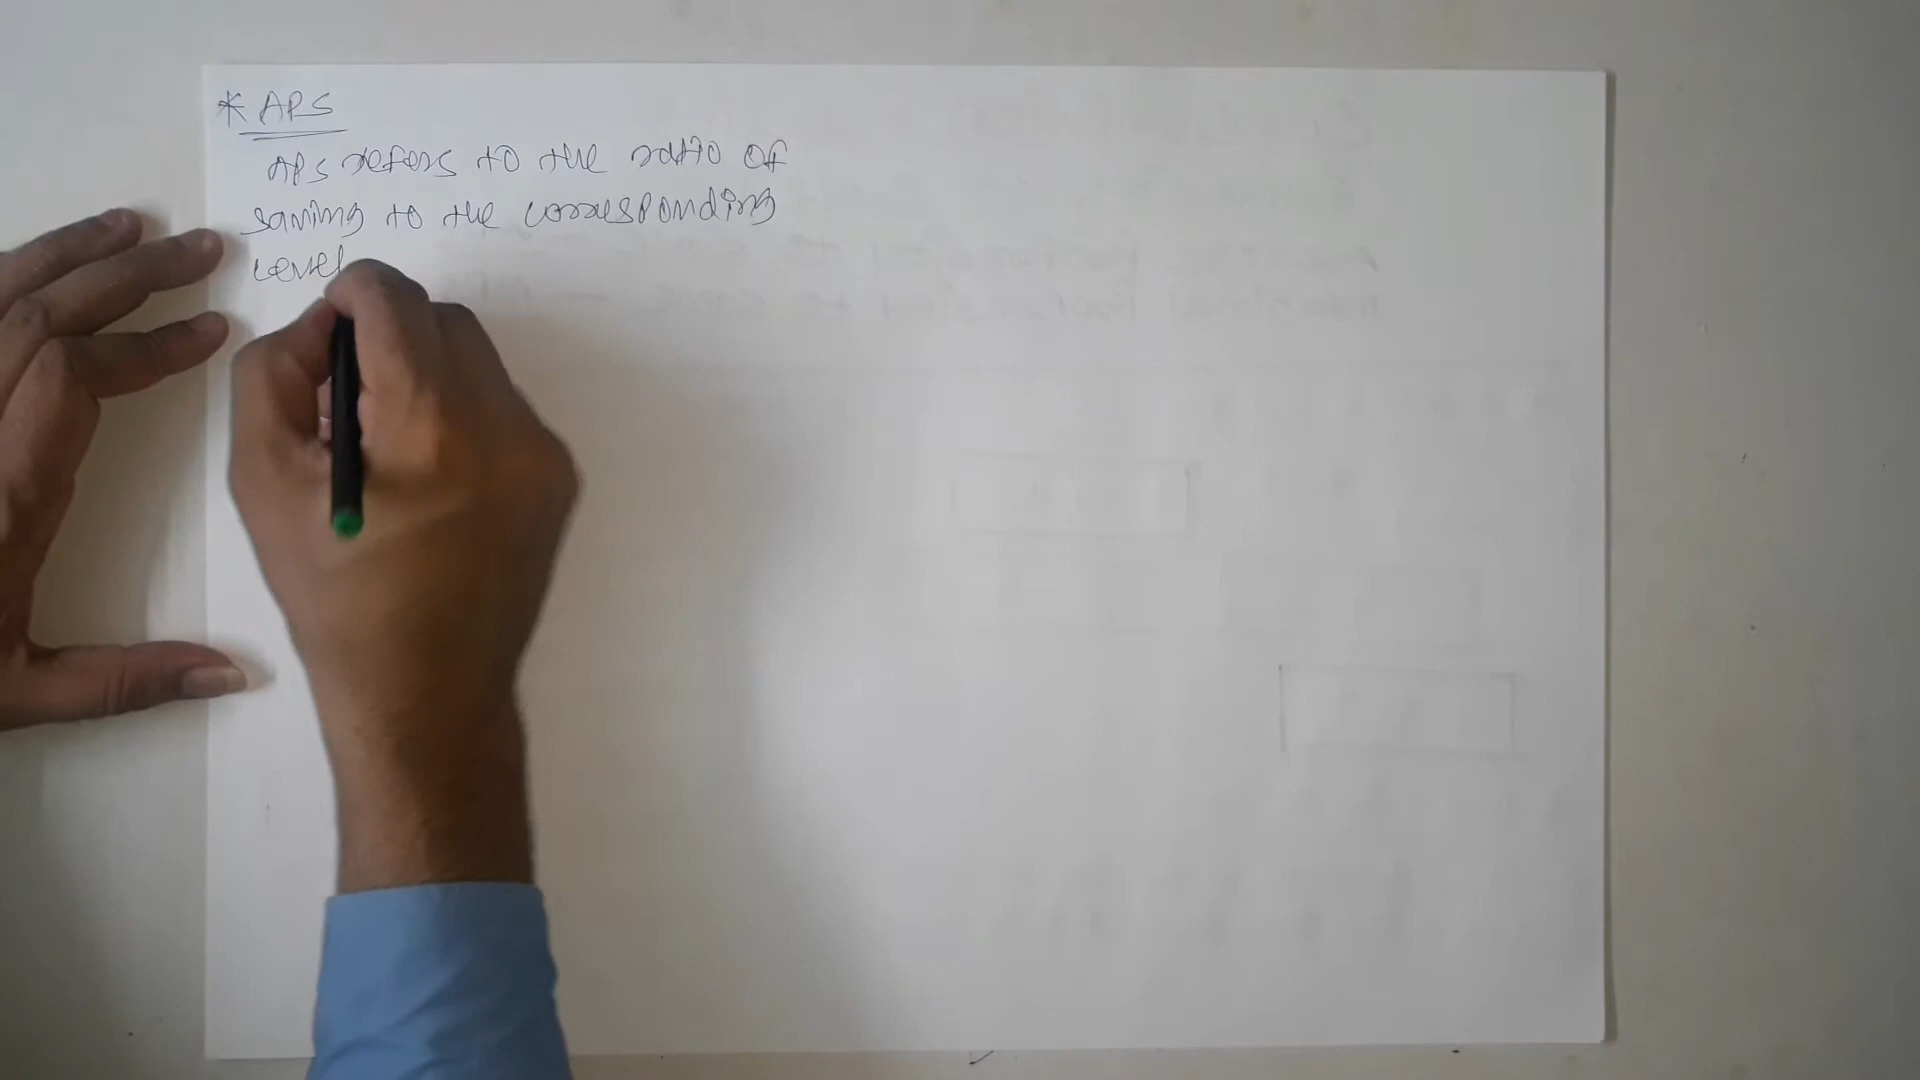 * APS
APS refers to the ratio of
saving to the corresponding
level